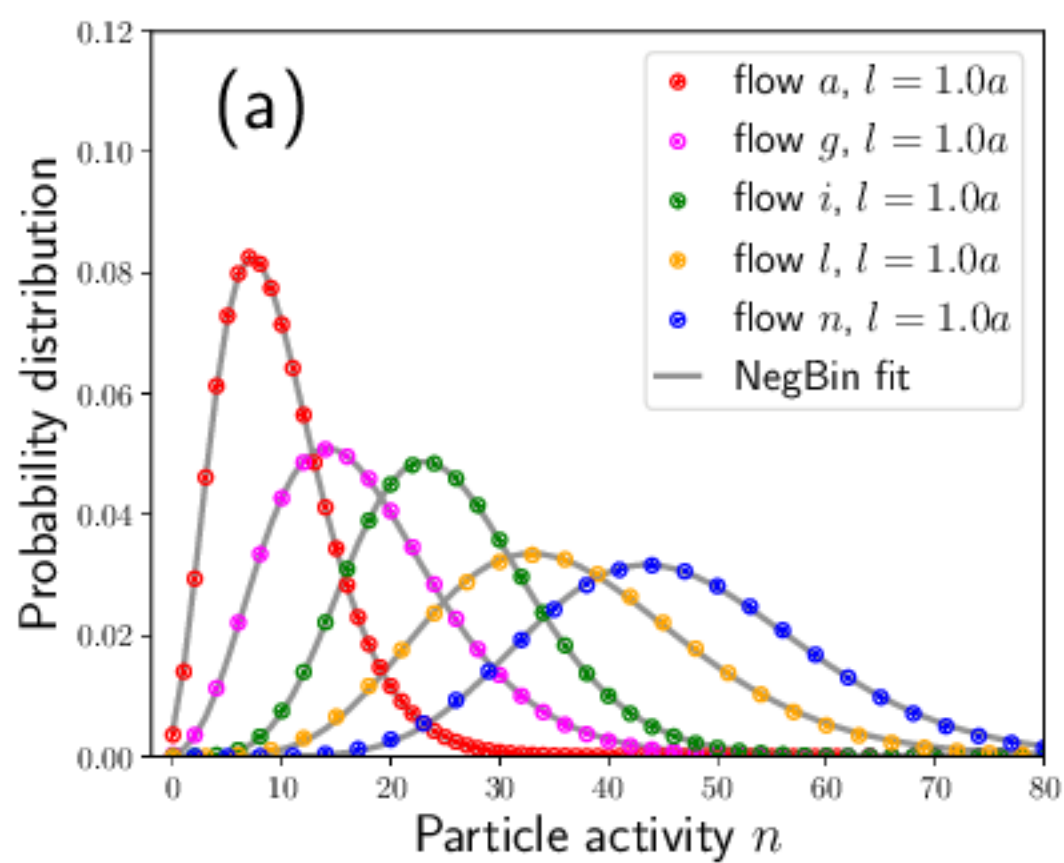 (a)
flow a, l = 1.0a
flow g, l = 1.0a
flow i, l = 1.0a
flow l, l = 1.0a
flow n, l = 1.0a
NegBin fit
Probability distribution
0.12
0.10
0.08
0.06
0.04
0.02
0.00
0 10 20 30 40 50 60 70 80
Particle activity n